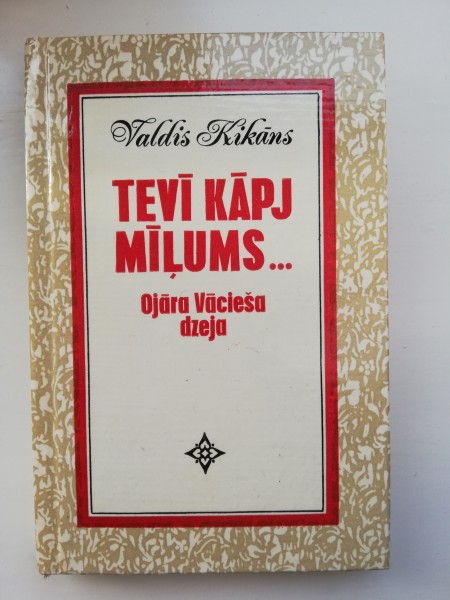 Valdis Kikāns
TEVĪ KĀPJ
MĪĻUMS...
Ojāra Vācieša
dzeja